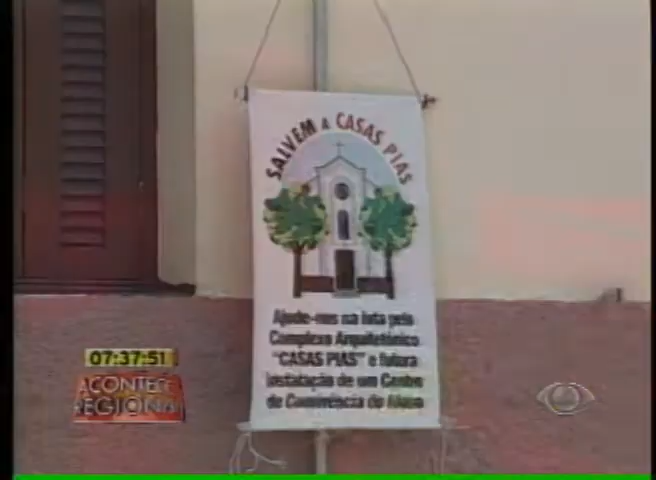 SALVEM A CASAS PIAS
Ajude-nos na luta pelo
Complexo Arquitetônico
"CASAS PIAS" e futura
instalação de um Centro
de Convivência do Idoso
07:37:51
ACONTECE
REGIONAL